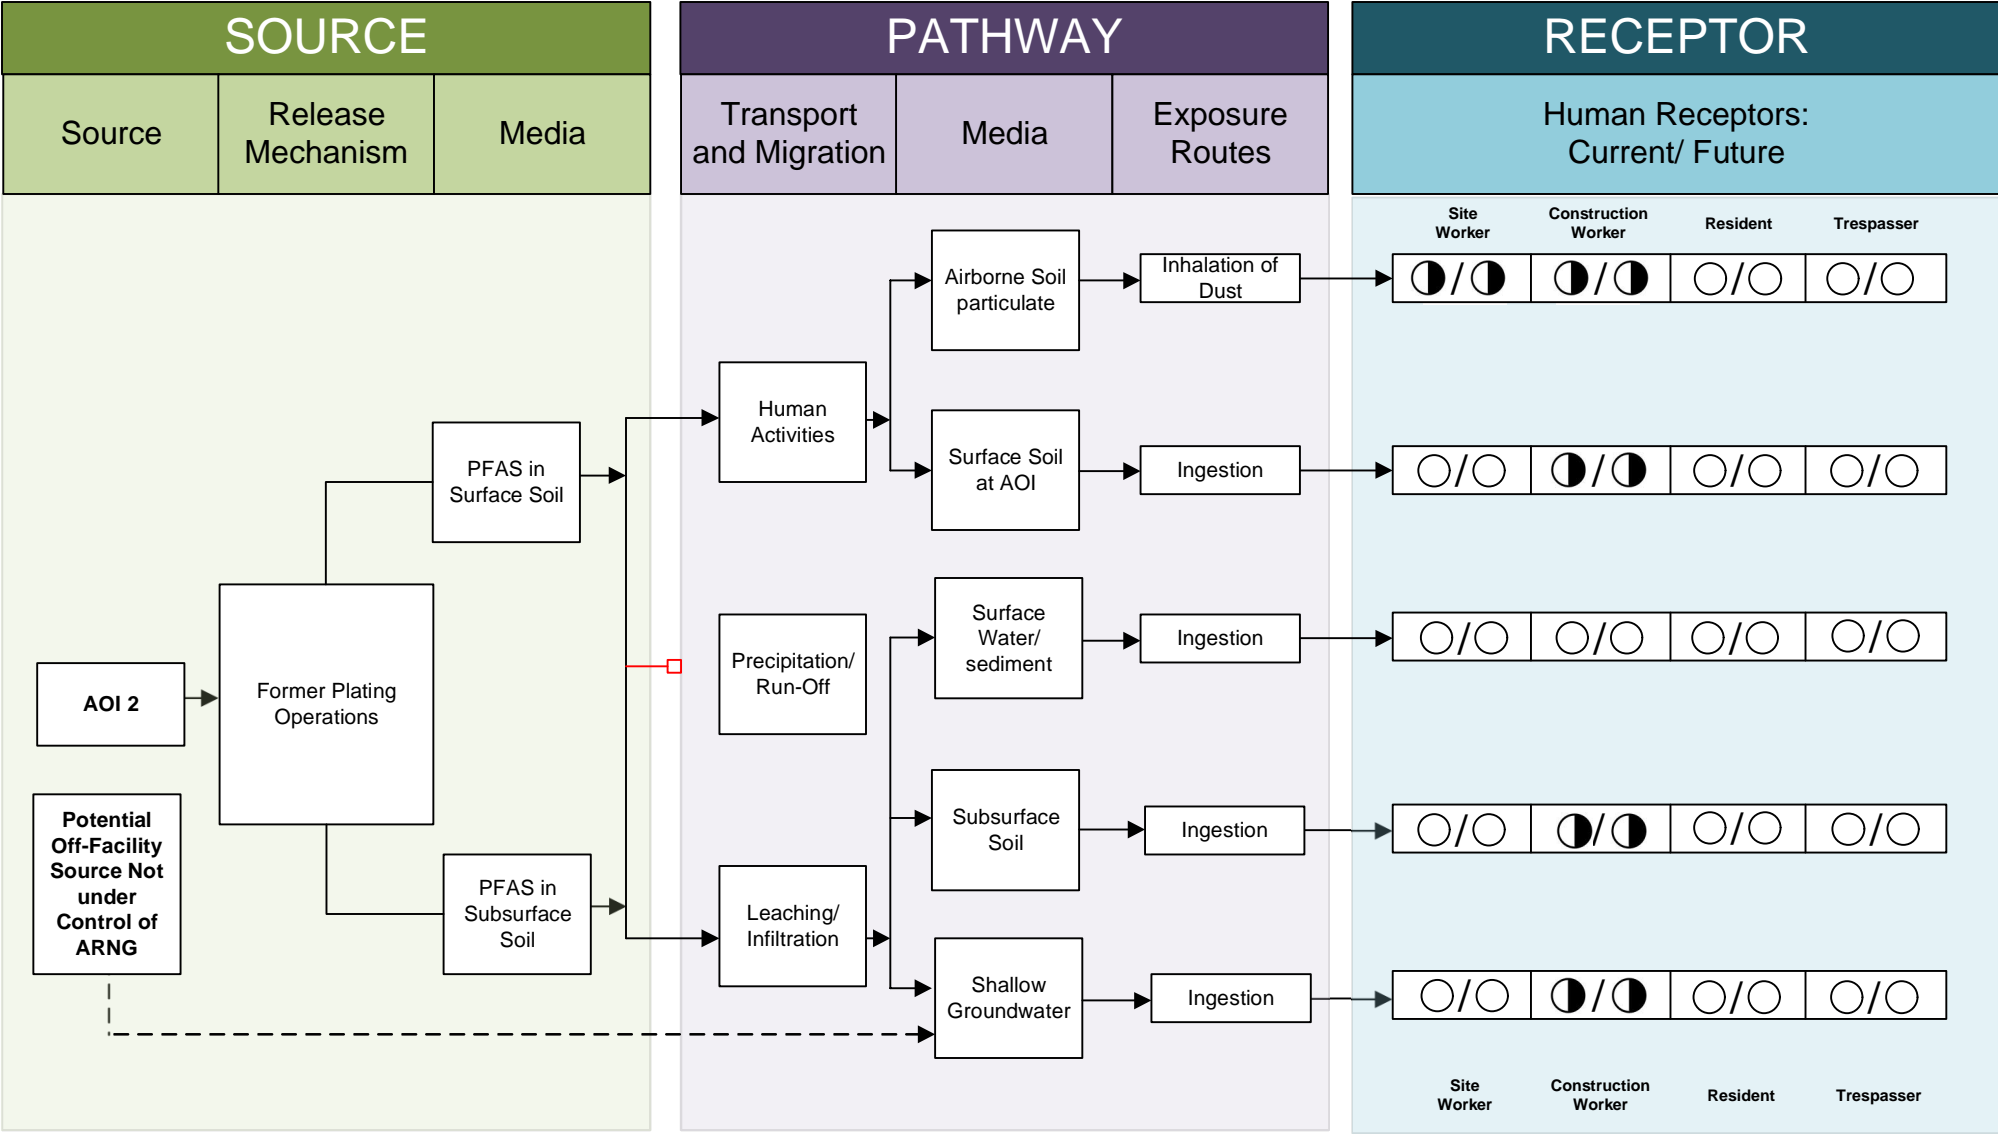 SOURCE
PATHWAY
RECEPTOR
Source
Release
Mechanism
Media
Transport
and Migration
Media
Exposure
Routes
Human Receptors:
Current/ Future
Site
Worker
Construction
Worker
Resident
Trespasser
Airborne Soil
particulate
Inhalation of
Dust
/
/
/
/
Human
Activities
PFAS in
Surface Soil
Surface Soil
at AOI
Ingestion
/
/
/
/
Precipitation/
Run-Off
Surface
Water/
sediment
Ingestion
/
/
/
/
AOI 2
Former Plating
Operations
Potential
Off-Facility
Source Not
under
Control of
ARNG
PFAS in
Subsurface
Soil
Subsurface
Soil
Ingestion
/
/
/
/
Leaching/
Infiltration
Shallow
Groundwater
Ingestion
/
/
/
/
Site
Worker
Construction
Worker
Resident
Trespasser